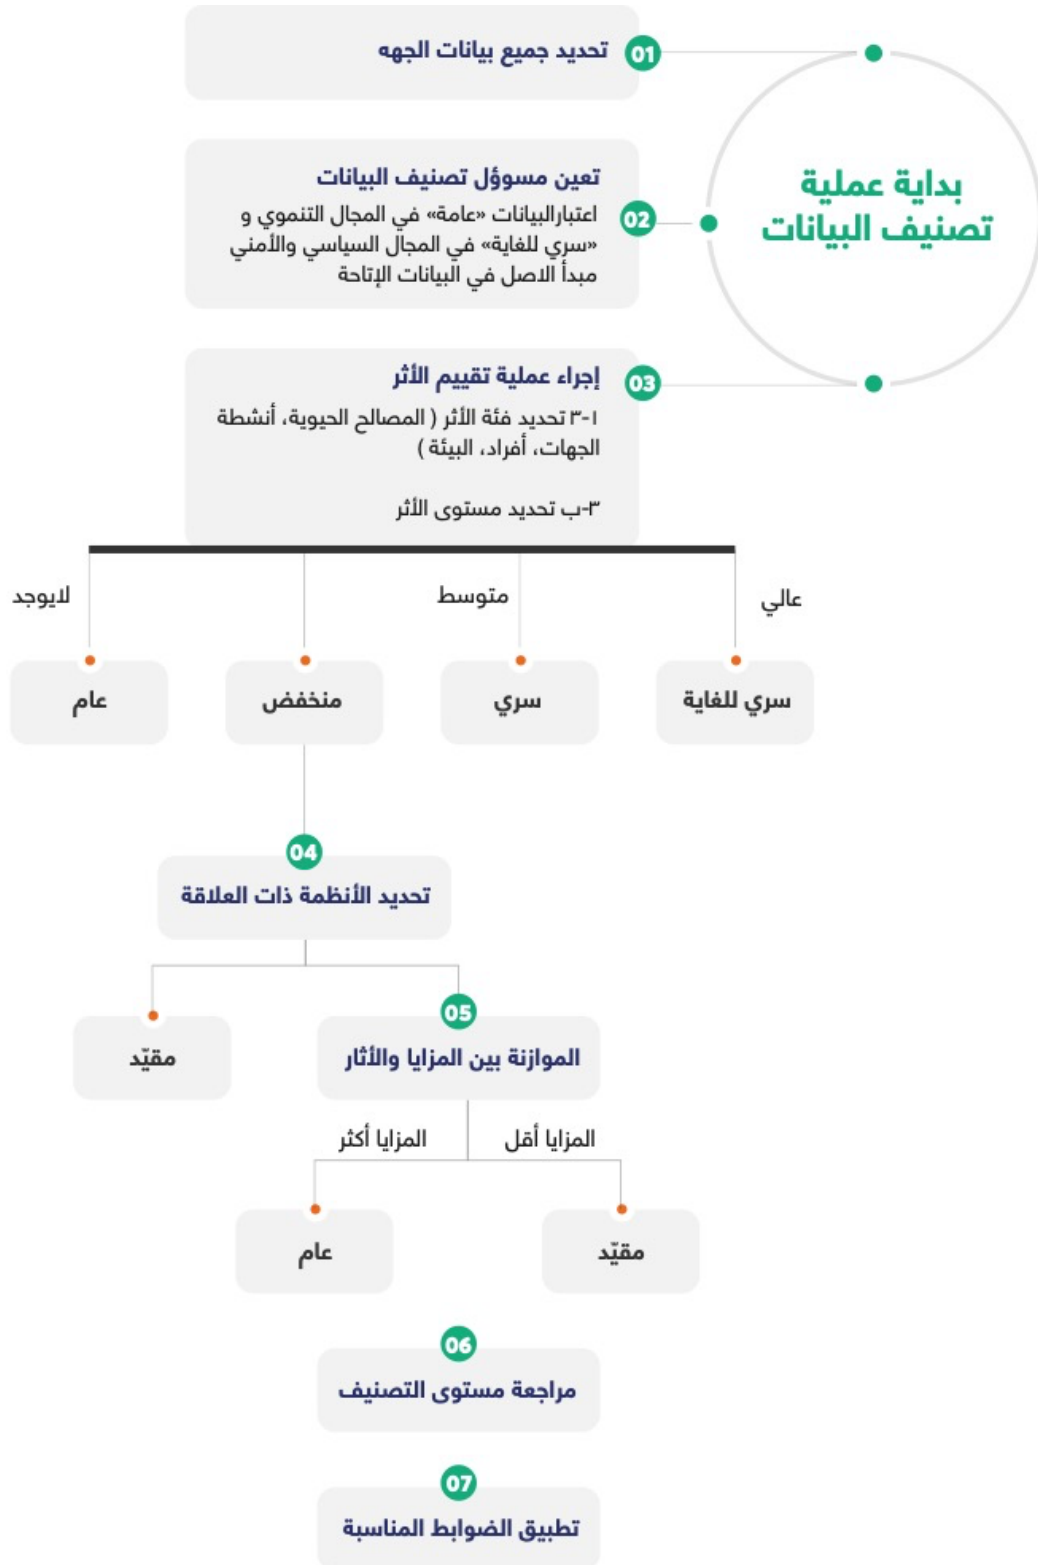 بداية عملية
تصنيف البيانات
01
تحديد جميع بيانات الجهه
02
تعين مسوؤل تصنيف البيانات
اعتبارالبيانات «عامة» في المجال التنموي و
«سري للغاية» في المجال السياسي والأمني
مبدأ الاصل في البيانات الإتاحة
03
إجراء عملية تقييم الأثر
٣-١ تحديد فئة الأثر ( المصالح الحيوية، أنشطة
الجهات، أفراد، البيئة )
٣-ب تحديد مستوى الأثر
عالي
متوسط
لايوجد
سري للغاية
سري
منخفض
عام
04
تحديد الأنظمة ذات العلاقة
05
الموازنة بين المزايا والأثار
مقيّد
المزايا أقل
المزايا أكثر
مقيّد
عام
06
مراجعة مستوى التصنيف
07
تطبيق الضوابط المناسبة